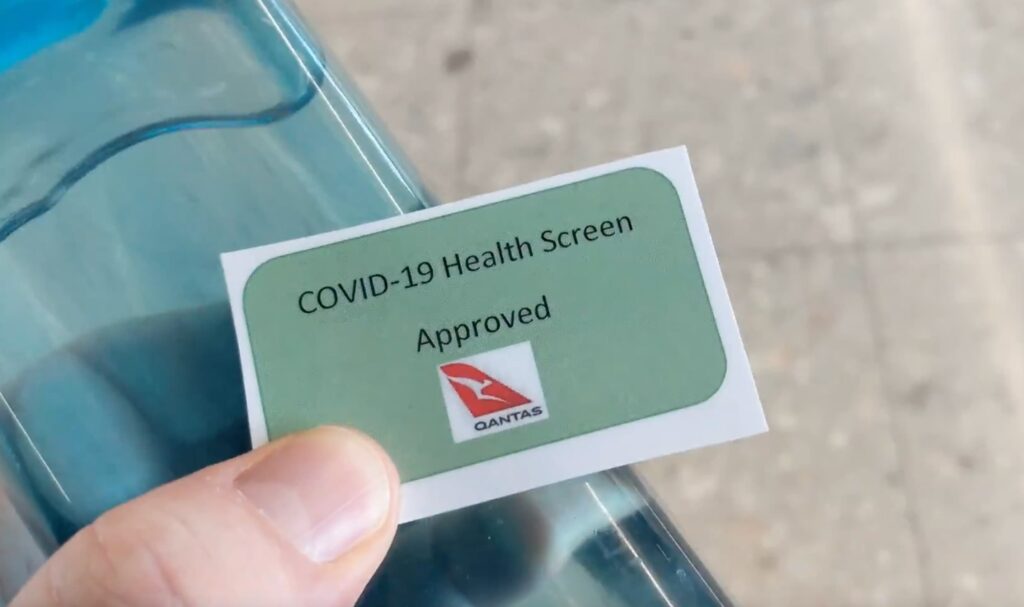 COVID-19 Health Screen
Approved
QANTAS